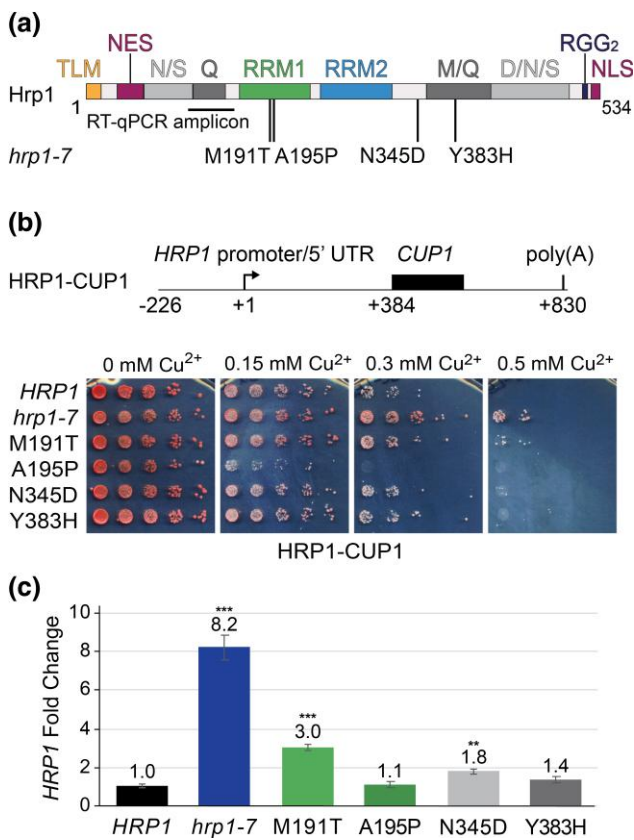 (a)
NES RGG₂
TLM N/S Q RRM1 RRM2 M/Q D/N/S NLS
Hrp1
1 534
RT-qPCR amplicon
hrp1-7 M191T A195P N345D Y383H
(b)
HRP1 promoter/5' UTR CUP1 poly(A)
HRP1-CUP1
-226 +1 +384 +830
0 mM Cu²⁺ 0.15 mM Cu²⁺ 0.3 mM Cu²⁺ 0.5 mM Cu²⁺
HRP1
hrp1-7
M191T
A195P
N345D
Y383H
HRP1-CUP1
(c)
HRP1 Fold Change
10
8
6
4
2
0
1.0
***
8.2
***
3.0
1.1
**
1.8
1.4
HRP1 hrp1-7 M191T A195P N345D Y383H